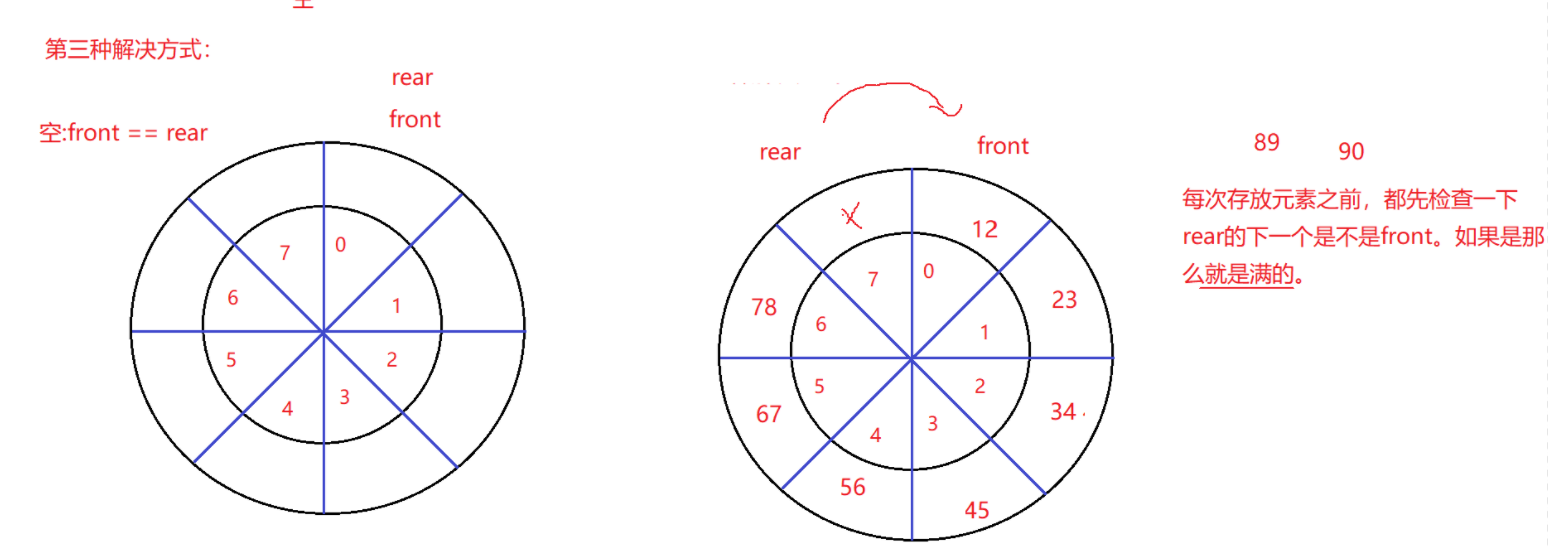 第三种解决方式：
rear
front
空:front == rear
7
0
6
1
5
2
4
3
rear
front
12
78
7
0
23
6
1
5
2
67
34
4
3
56
45
89
90
每次存放元素之前，都先检查一下
rear的下一个是不是front。如果是那
么就是满的。